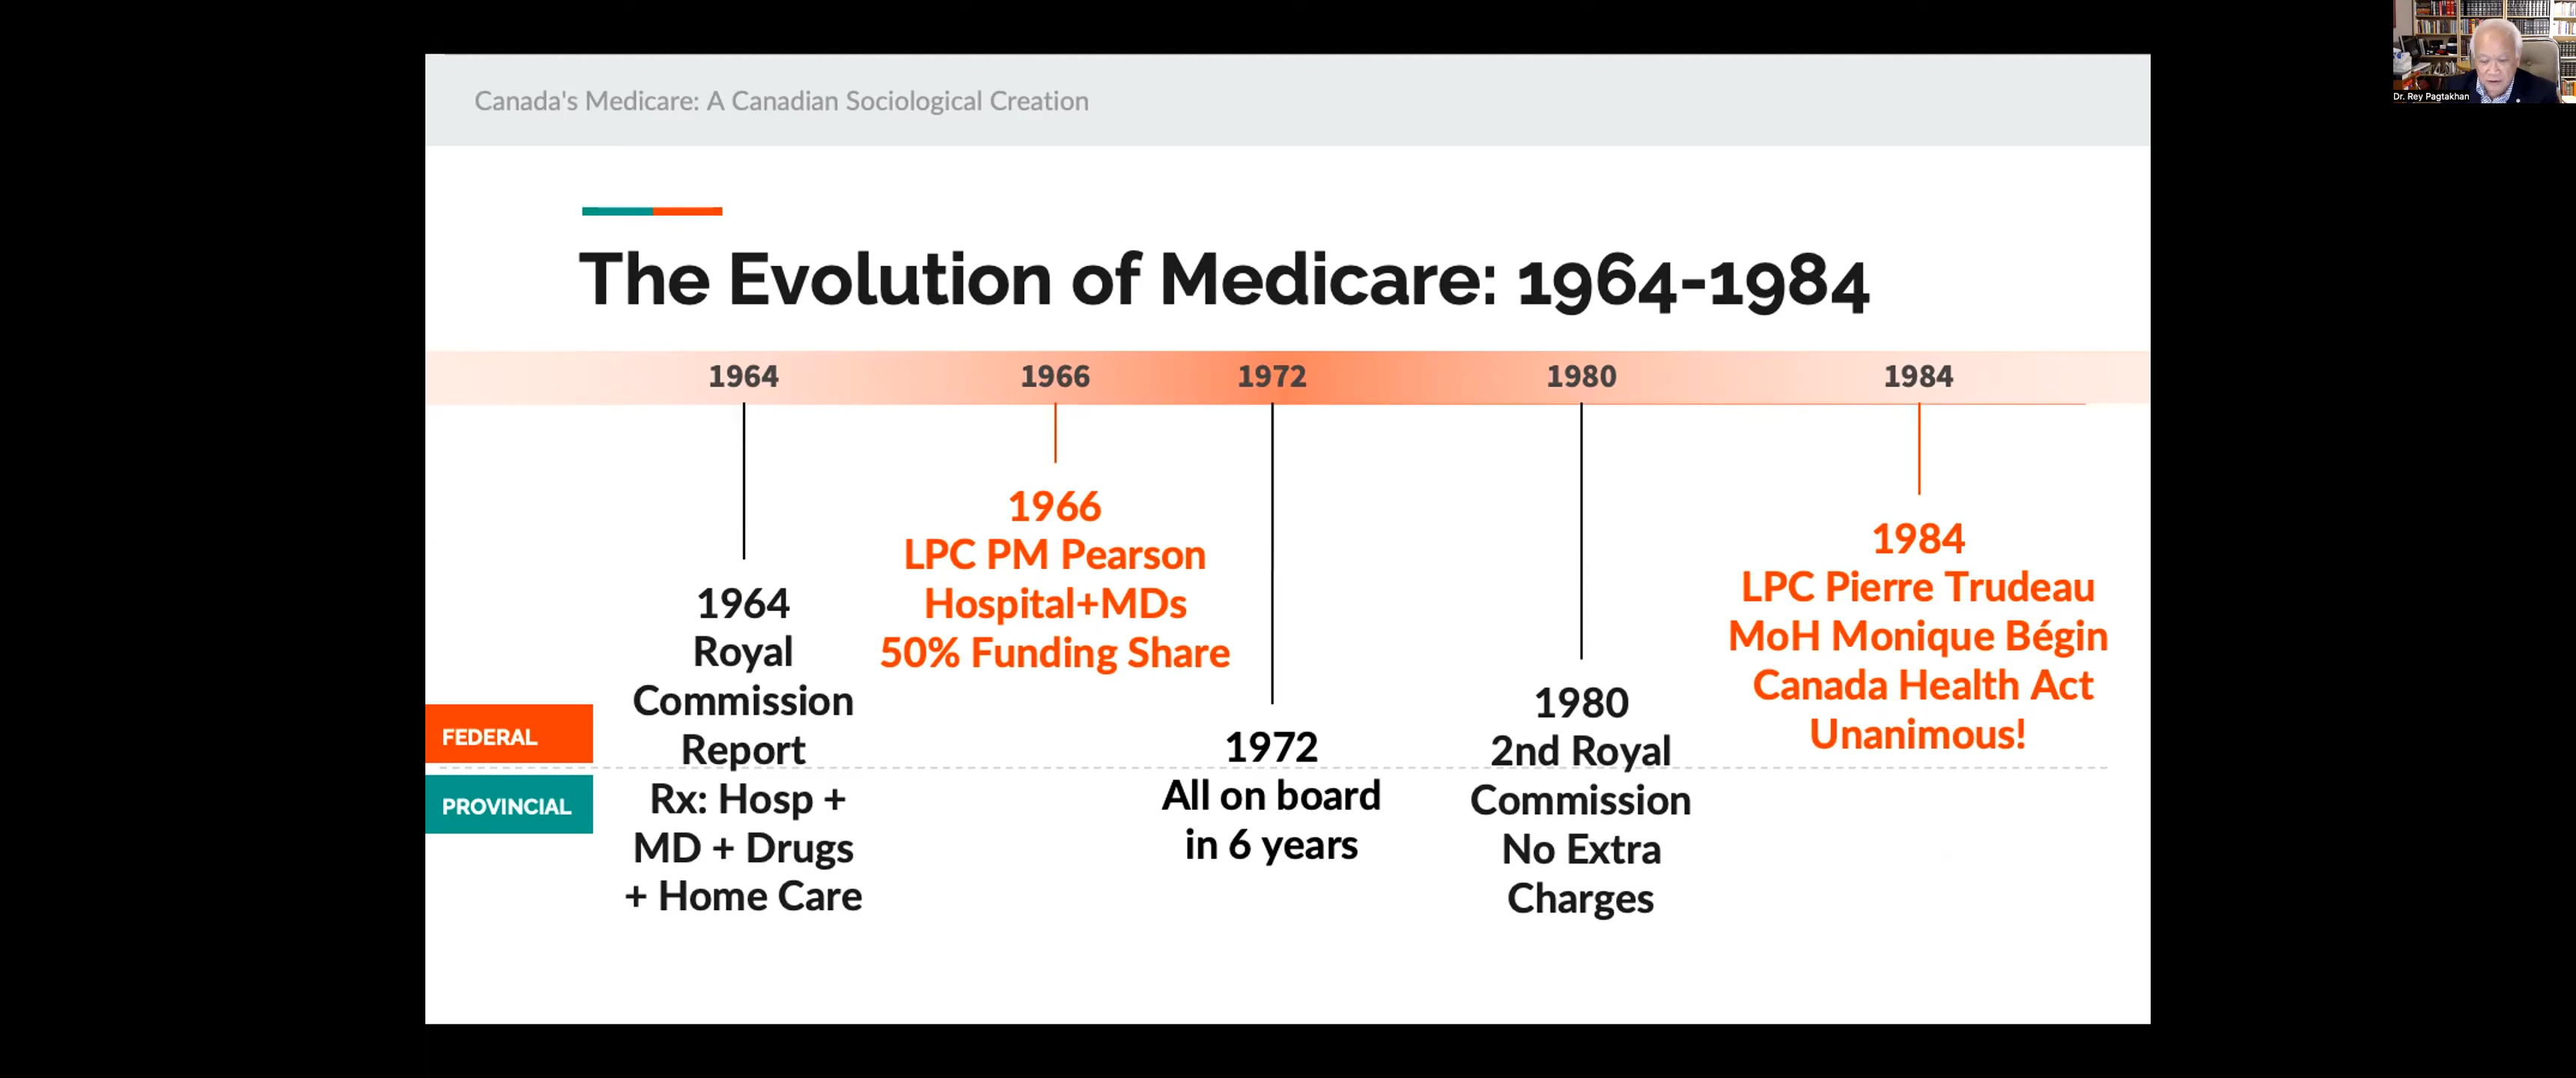 Canada's Medicare: A Canadian Sociological Creation
Dr. Rey Pagtakhan
The Evolution of Medicare: 1964-1984
1964
1966
1972
1980
1984
1964
Royal
Commission
Report
Rx: Hosp +
MD + Drugs
+ Home Care
1966
LPC PM Pearson
Hospital+MDs
50% Funding Share
1972
All on board
in 6 years
1980
2nd Royal
Commission
No Extra
Charges
1984
LPC Pierre Trudeau
MoH Monique Bégin
Canada Health Act
Unanimous!
FEDERAL
PROVINCIAL